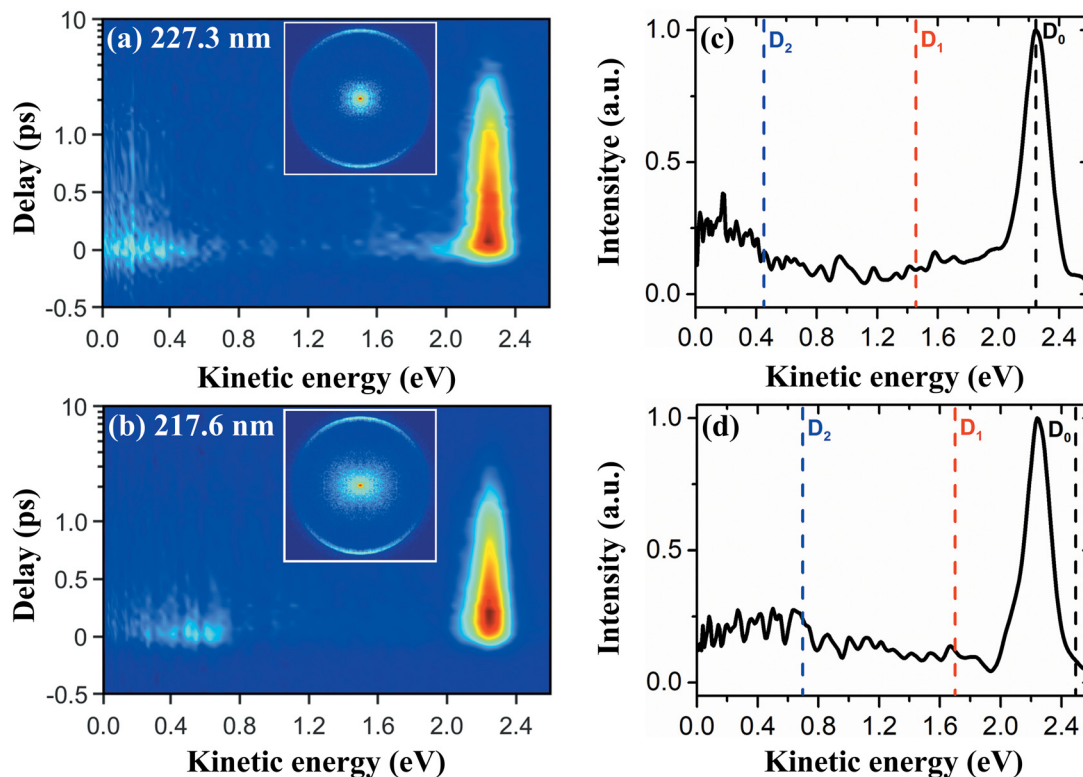 (a) 227.3 nm
10
1.0
0.5
0
-0.5
Delay (ps)
0.0 0.4 0.8 1.2 1.6 2.0 2.4
Kinetic energy (eV)
(c)
D2
D1
D0
1.0
0.5
0.0
Intensitye (a.u.)
0.0 0.4 0.8 1.2 1.6 2.0 2.4
Kinetic energy (eV)
(b) 217.6 nm
10
1.0
0.5
0
-0.5
Delay (ps)
0.0 0.4 0.8 1.2 1.6 2.0 2.4
Kinetic energy (eV)
(d)
D2
D1
D0
1.0
0.5
0.0
Intensity (a.u.)
0.0 0.4 0.8 1.2 1.6 2.0 2.4
Kinetic energy (eV)